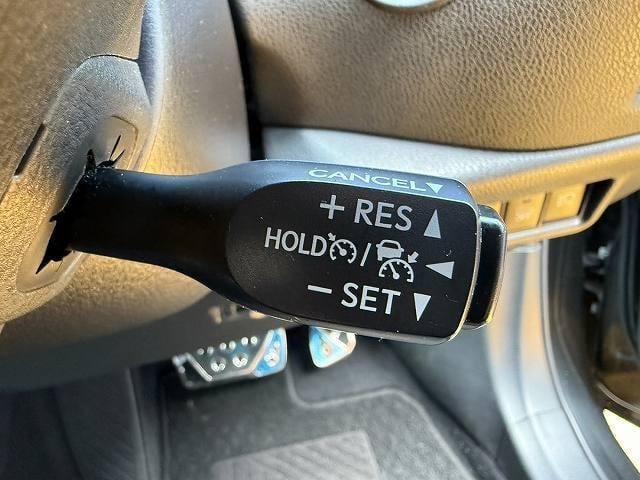 CANCEL▼
+ RES ▲
HOLD / ◀
− SET ▼